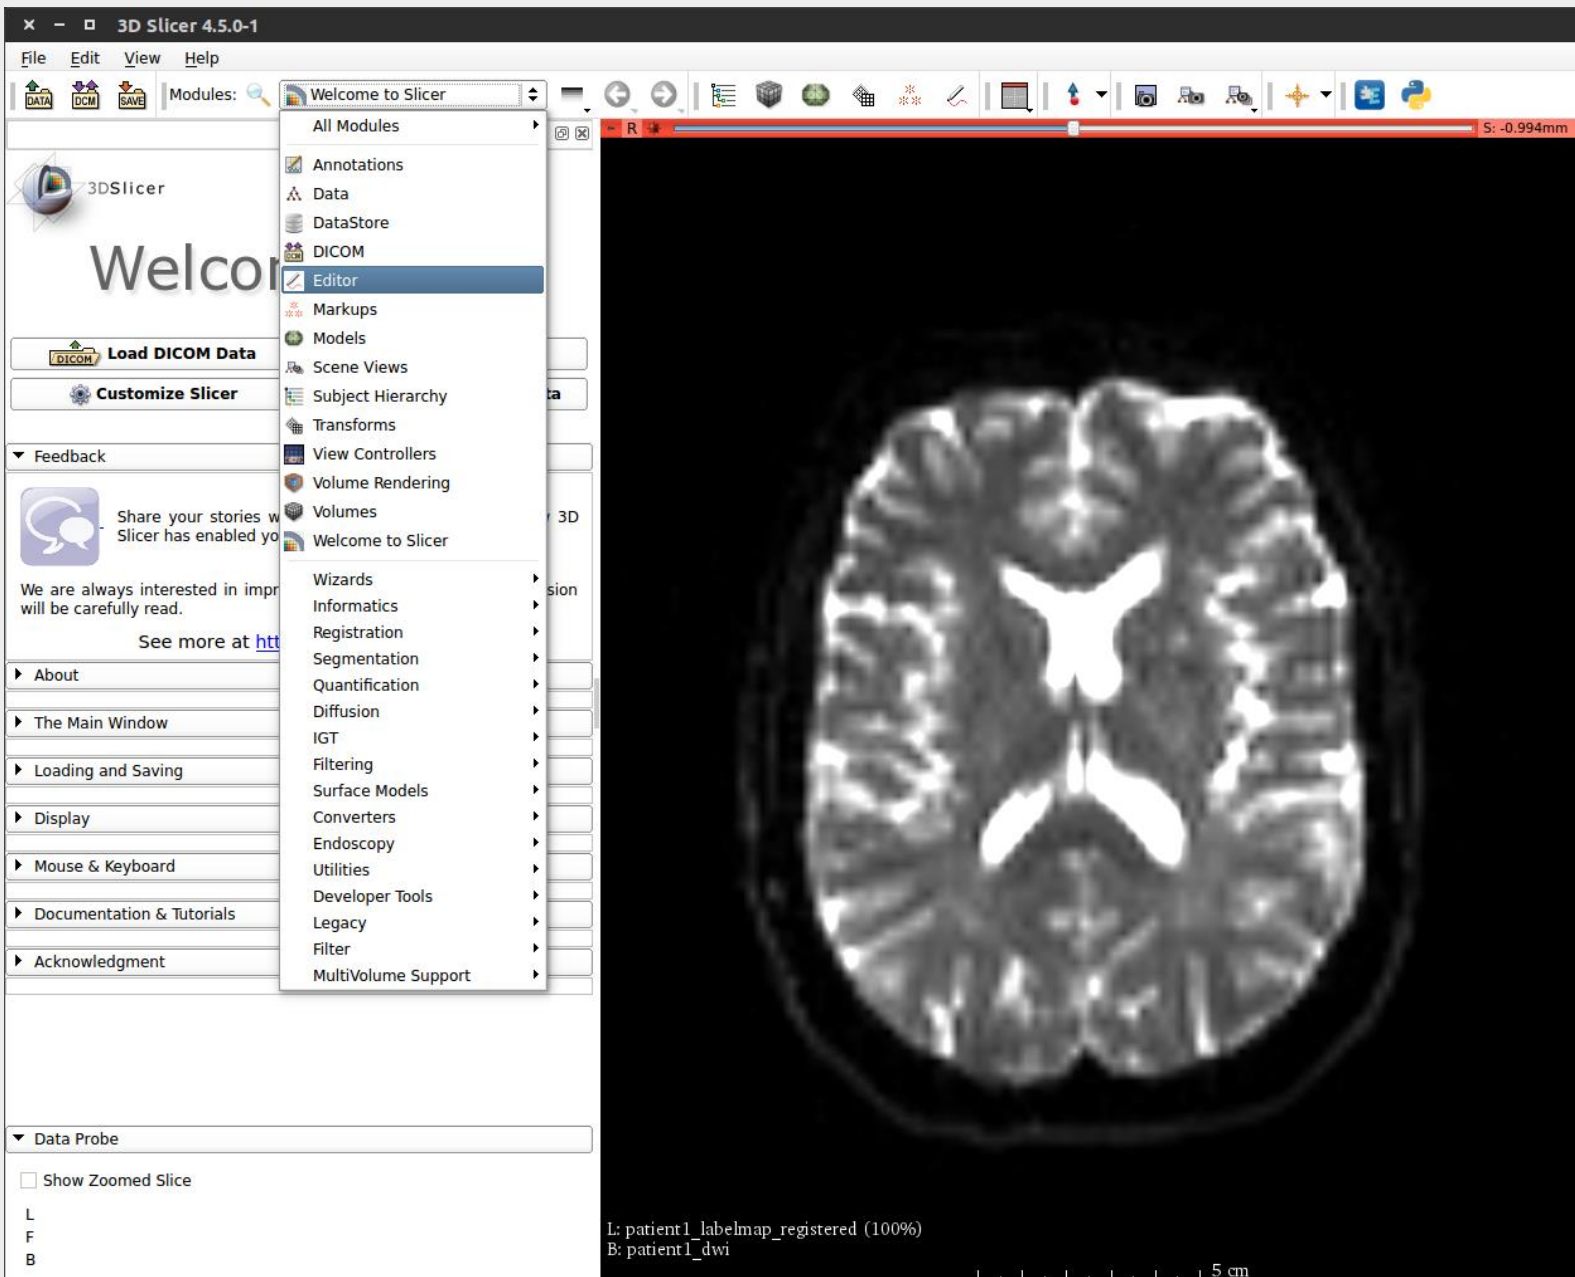 3D Slicer 4.5.0-1
File Edit View Help
DATA DCM SAVE Modules: Welcome to Slicer
R S: -0.994mm
All Modules
Annotations
Data
DataStore
DICOM
Editor
Markups
Models
Scene Views
Subject Hierarchy
Transforms
View Controllers
Volume Rendering
Volumes
Welcome to Slicer
Wizards
Informatics
Registration
Segmentation
Quantification
Diffusion
IGT
Filtering
Surface Models
Converters
Endoscopy
Utilities
Developer Tools
Legacy
Filter
MultiVolume Support
3DSlicer
Welco
DICOM Load DICOM Data
Customize Slicer ta
Feedback
Share your stories w 3D
Slicer has enabled yo
We are always interested in impr sion
will be carefully read.
See more at htt
About
The Main Window
Loading and Saving
Display
Mouse & Keyboard
Documentation & Tutorials
Acknowledgment
Data Probe
Show Zoomed Slice
L
F
B
L: patient1_labelmap_registered (100%)
B: patient1_dwi
5 cm